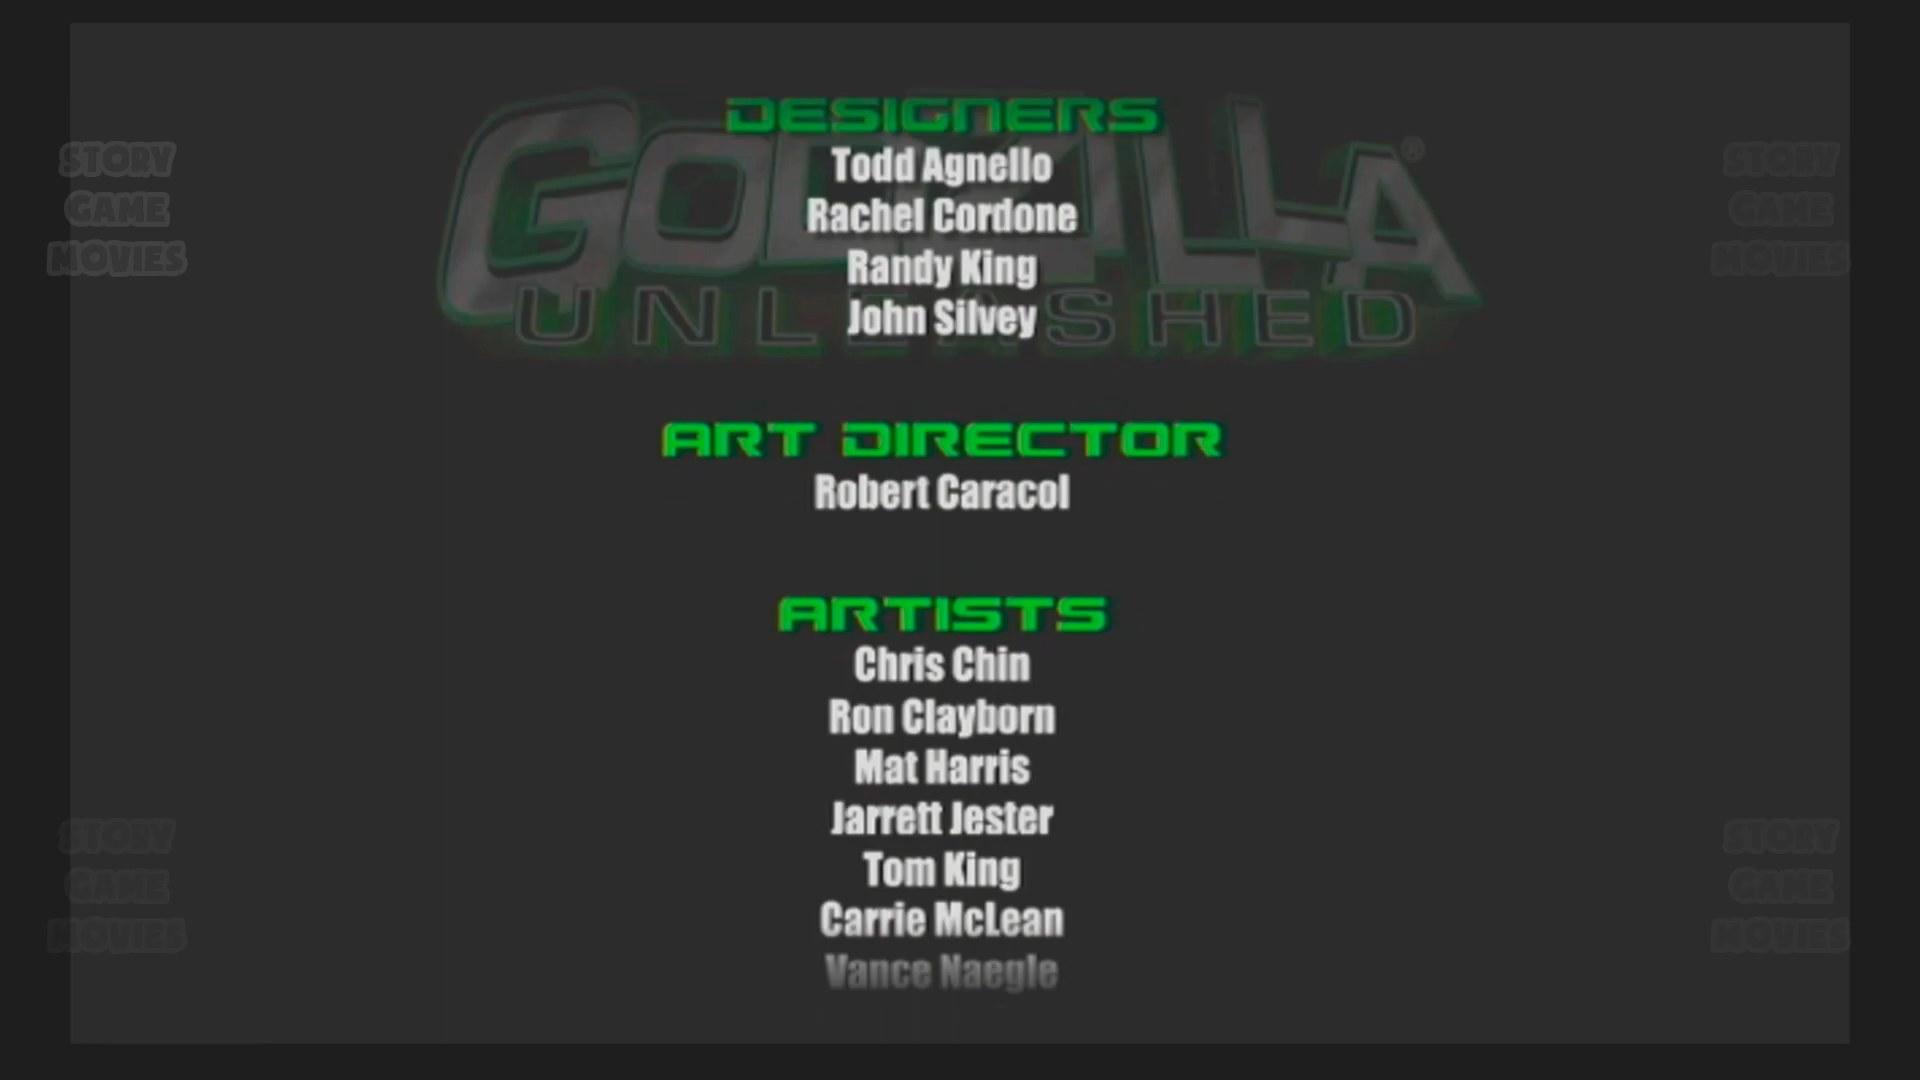 GODZILLA®
UNLEASHED
DESIGNERS
Todd Agnello
Rachel Cordone
Randy King
John Silvey
ART DIRECTOR
Robert Caracol
ARTISTS
Chris Chin
Ron Clayborn
Mat Harris
Jarrett Jester
Tom King
Carrie McLean
Vance Naegle
STORY
GAME
MOVIES
STORY
GAME
MOVIES
STORY
GAME
MOVIES
STORY
GAME
MOVIES